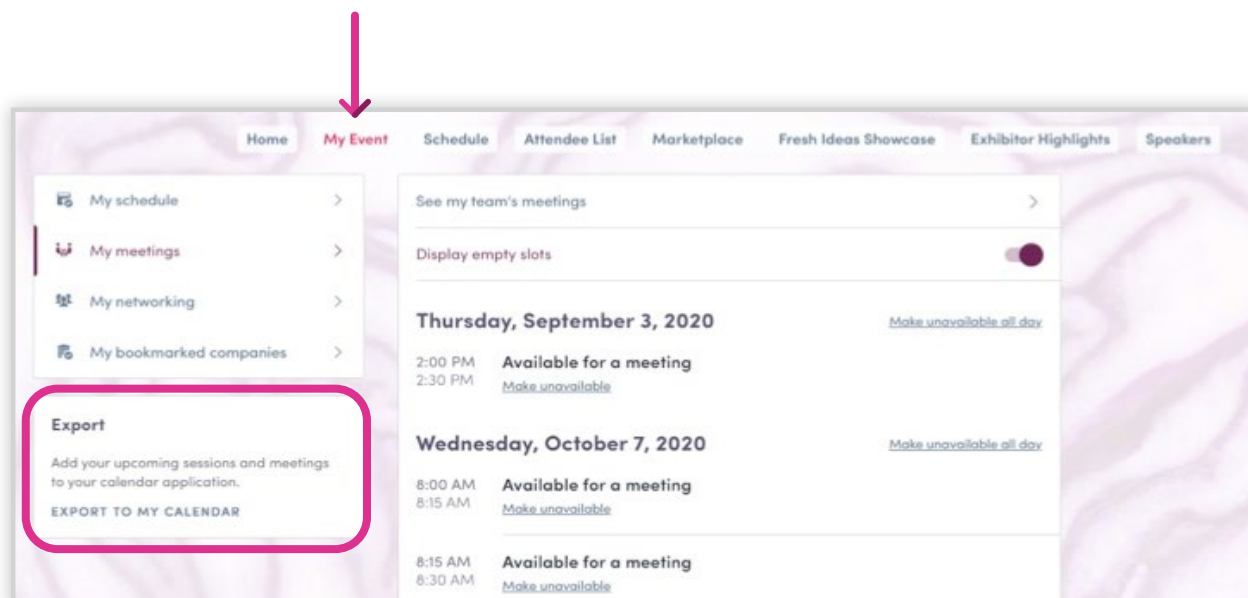 Home My Event Schedule Attendee List Marketplace Fresh Ideas Showcase Exhibitor Highlights Speakers
My schedule
My meetings
My networking
My bookmarked companies
Export
Add your upcoming sessions and meetings
to your calendar application.
EXPORT TO MY CALENDAR
See my team's meetings
Display empty slots
Thursday, September 3, 2020 Make unavailable all day
2:00 PM Available for a meeting
2:30 PM Make unavailable
Wednesday, October 7, 2020 Make unavailable all day
8:00 AM Available for a meeting
8:15 AM Make unavailable
8:15 AM Available for a meeting
8:30 AM Make unavailable